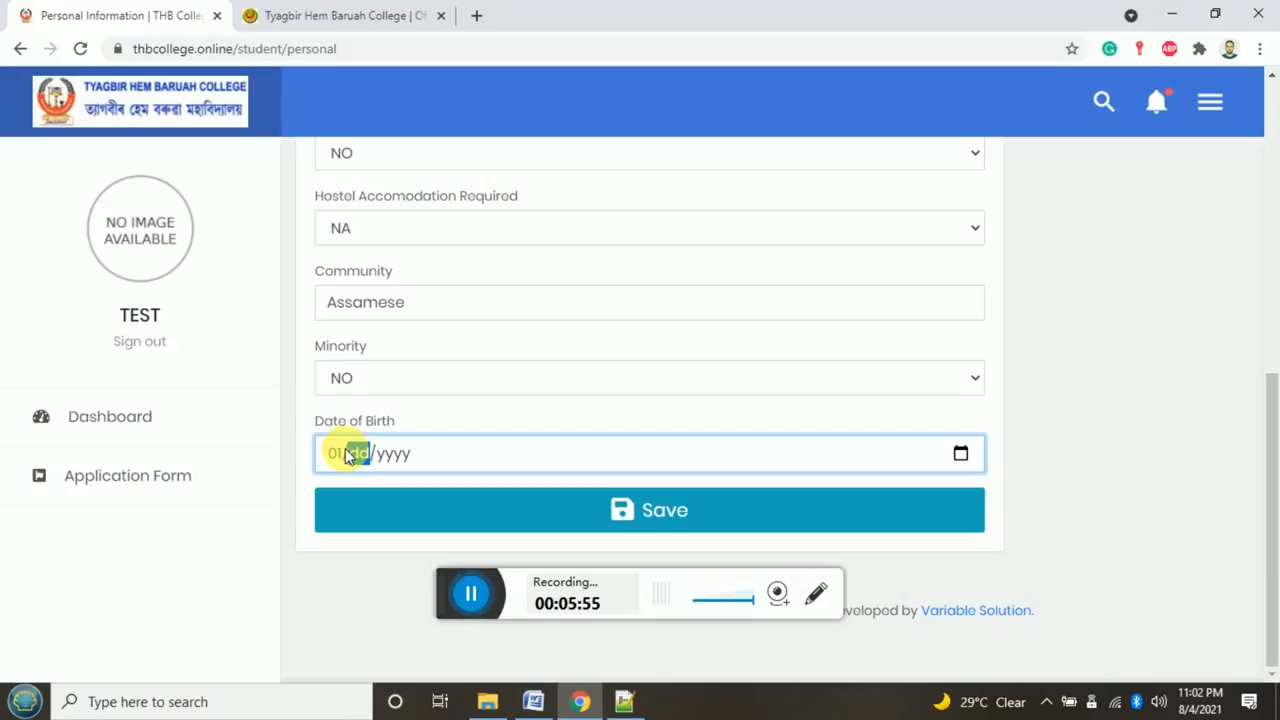 Personal Information | THB Colle
Tyagbir Hem Baruah College | Of
thbcollege.online/student/personal
ABP
TYAGBIR HEM BARUAH COLLEGE
ত্যাগবীৰ হেম বৰুৱা মহাবিদ্যালয়
NO IMAGE
AVAILABLE
TEST
Sign out
Dashboard
Application Form
NO
Hostel Accomodation Required
NA
Community
Assamese
Minority
NO
Date of Birth
01/dd/yyyy
Save
Recording...
00:05:55
veloped by Variable Solution.
Type here to search
29°C Clear
11:02 PM
8/4/2021